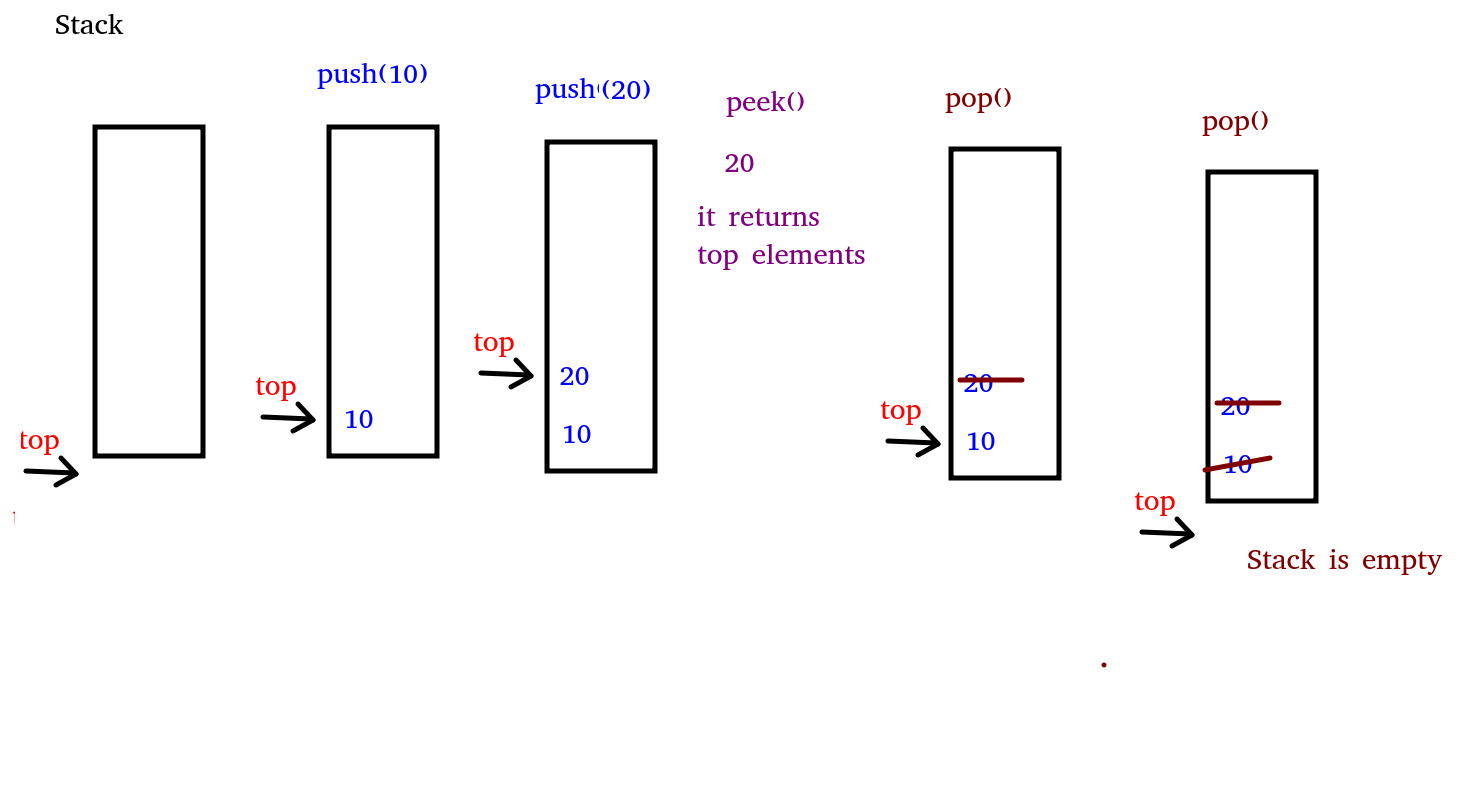 Stack
push(10)
push(20)
peek()
pop()
pop()
20
it returns
top elements
top
top
top
top
top
20
10
10
20
10
20
10
Stack is empty